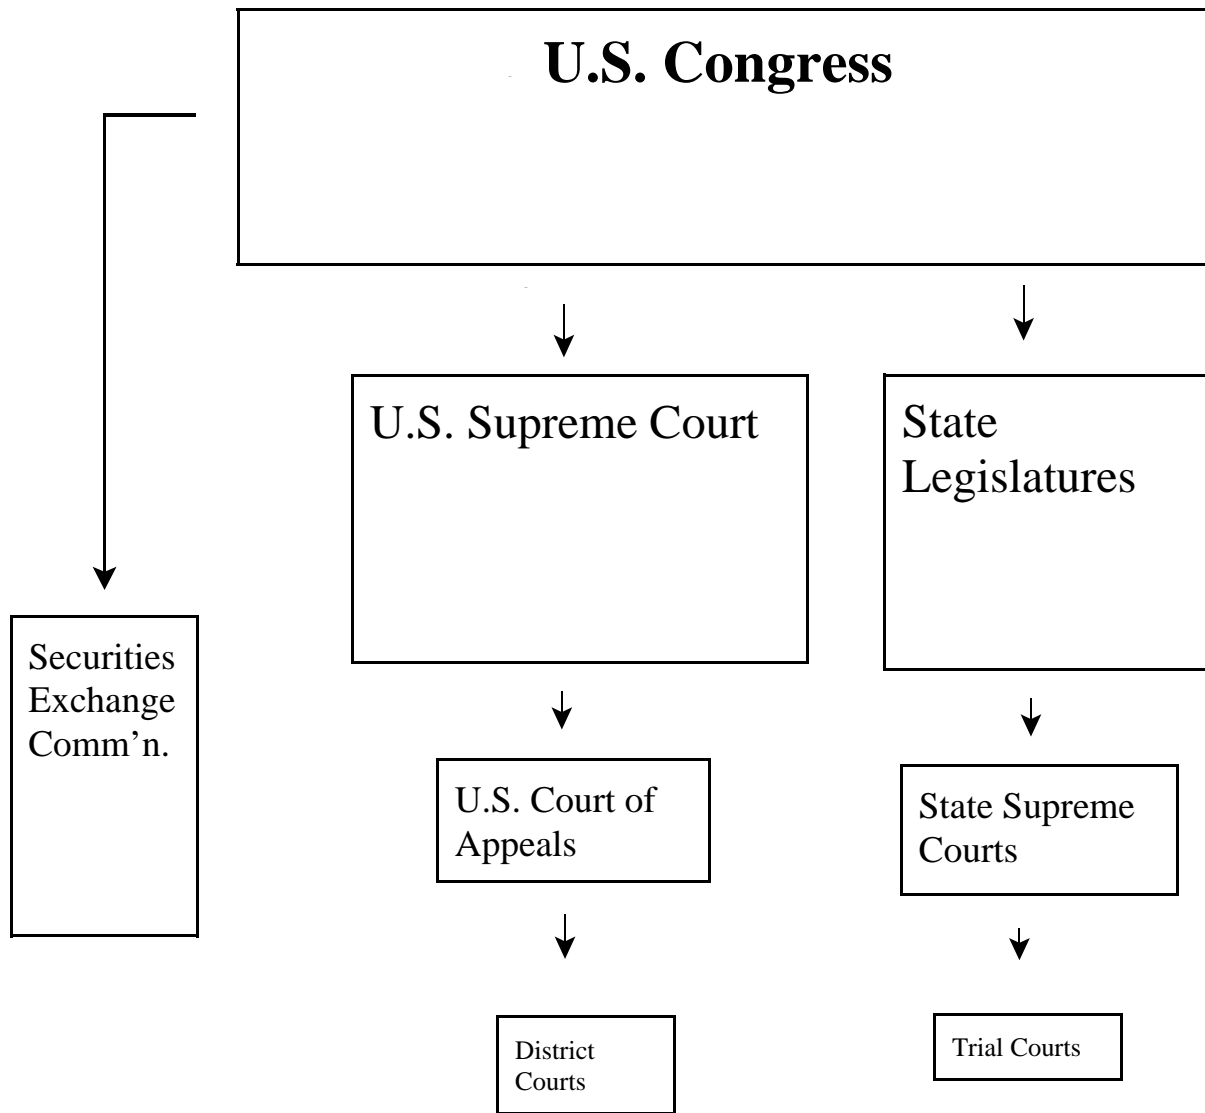 U.S. Congress
U.S. Supreme Court
State
Legislatures
Securities
Exchange
Comm’n.
U.S. Court of
Appeals
State Supreme
Courts
District
Courts
Trial Courts